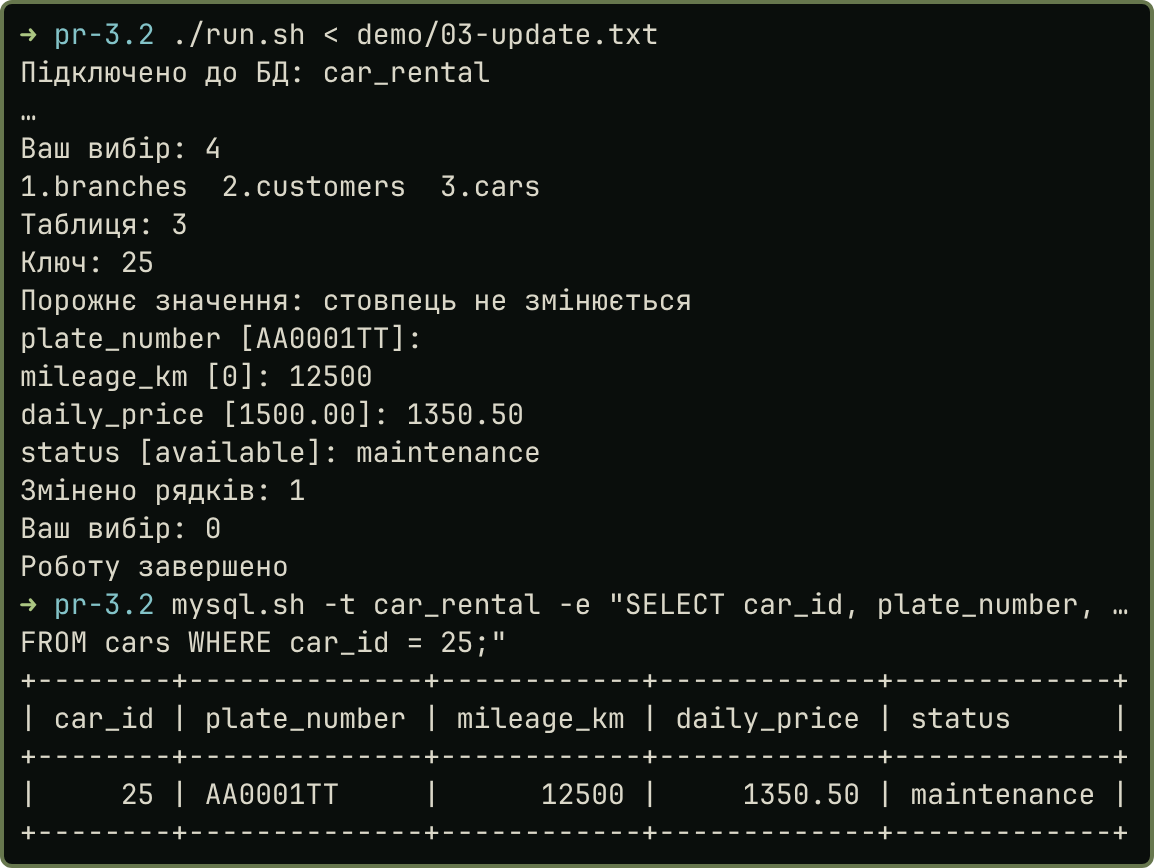 ➜ pr-3.2 ./run.sh < demo/03-update.txt
Підключено до БД: car_rental
…
Ваш вибір: 4
1.branches  2.customers  3.cars
Таблиця: 3
Ключ: 25
Порожнє значення: стовпець не змінюється
plate_number [AA0001TT]:
mileage_km [0]: 12500
daily_price [1500.00]: 1350.50
status [available]: maintenance
Змінено рядків: 1
Ваш вибір: 0
Роботу завершено
➜ pr-3.2 mysql.sh -t car_rental -e "SELECT car_id, plate_number, …
FROM cars WHERE car_id = 25;"
+--------+--------------+------------+-------------+-------------+
| car_id | plate_number | mileage_km | daily_price | status      |
+--------+--------------+------------+-------------+-------------+
|     25 | AA0001TT     |      12500 |     1350.50 | maintenance |
+--------+--------------+------------+-------------+-------------+